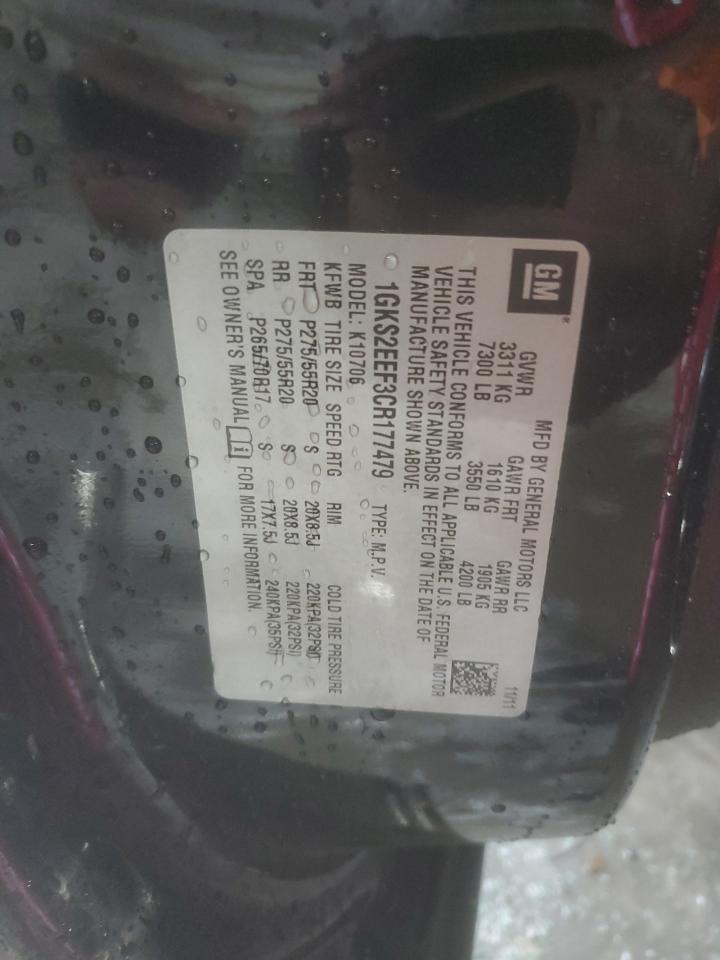 GM®
MFD BY GENERAL MOTORS LLC
11/11
GVWR GAWR FRT GAWR RR
3311 KG 1610 KG 1905 KG
7300 LB 3550 LB 4200 LB
THIS VEHICLE CONFORMS TO ALL APPLICABLE U.S. FEDERAL MOTOR
VEHICLE SAFETY STANDARDS IN EFFECT ON THE DATE OF
MANUFACTURE SHOWN ABOVE.
1GKS2EEF3CR177479 TYPE: M.P.V.
MODEL: K10706
KFWB TIRE SIZE SPEED RTG RIM COLD TIRE PRESSURE
FRT P275/55R20 S 20X8.5J 220KPA(32PSI)
RR P275/55R20 S 20X8.5J 220KPA(32PSI)
SPA P265/70R17 S 17X7.5J 240KPA(35PSI)
SEE OWNER'S MANUAL FOR MORE INFORMATION.